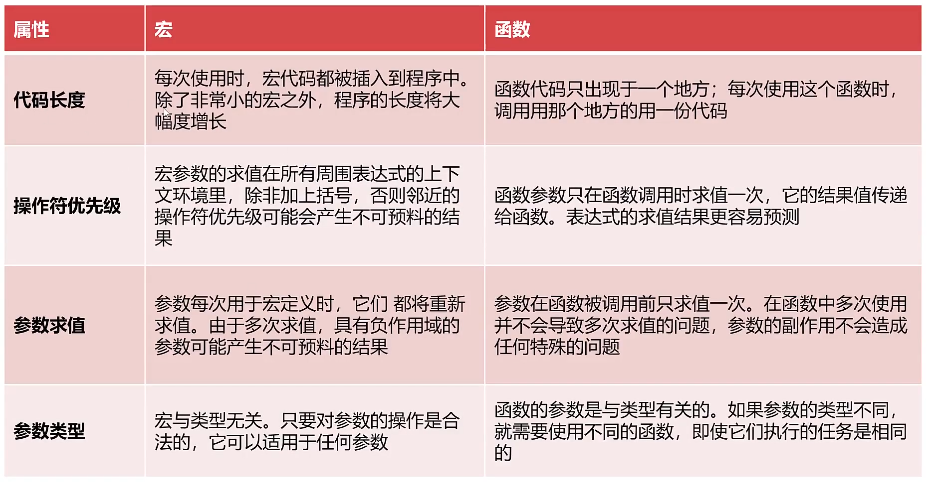 属性
宏
函数
代码长度
每次使用时，宏代码都被插入到程序中。
除了非常小的宏之外，程序的长度将大
幅度增长
函数代码只出现于一个地方；每次使用这个函数时，
调用用那个地方的用一份代码
操作符优先级
宏参数的求值在所有周围表达式的上下
文环境里，除非加上括号，否则邻近的
操作符优先级可能会产生不可预料的结
果
函数参数只在函数调用时求值一次，它的结果值传递
给函数。表达式的求值结果更容易预测
参数求值
参数每次用于宏定义时，它们 都将重新
求值。由于多次求值，具有负作用域的
参数可能产生不可预料的结果
参数在函数被调用前只求值一次。在函数中多次使用
并不会导致多次求值的问题，参数的副作用不会造成
任何特殊的问题
参数类型
宏与类型无关。只要对参数的操作是合
法的，它可以适用于任何参数
函数的参数是与类型有关的。如果参数的类型不同，
就需要使用不同的函数，即使它们执行的任务是相同
的